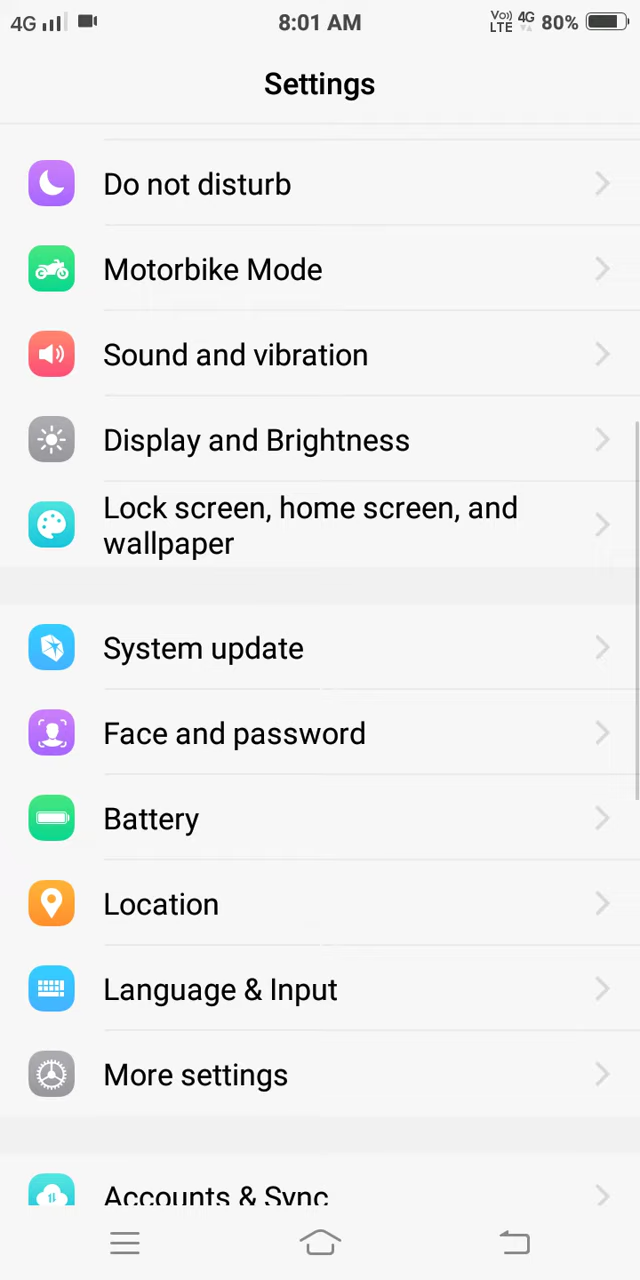 4G
8:01 AM
Vo)) LTE 4G 80%
Settings
Do not disturb
Motorbike Mode
Sound and vibration
Display and Brightness
Lock screen, home screen, and
wallpaper
System update
Face and password
Battery
Location
Language & Input
More settings
Accounts & Sync